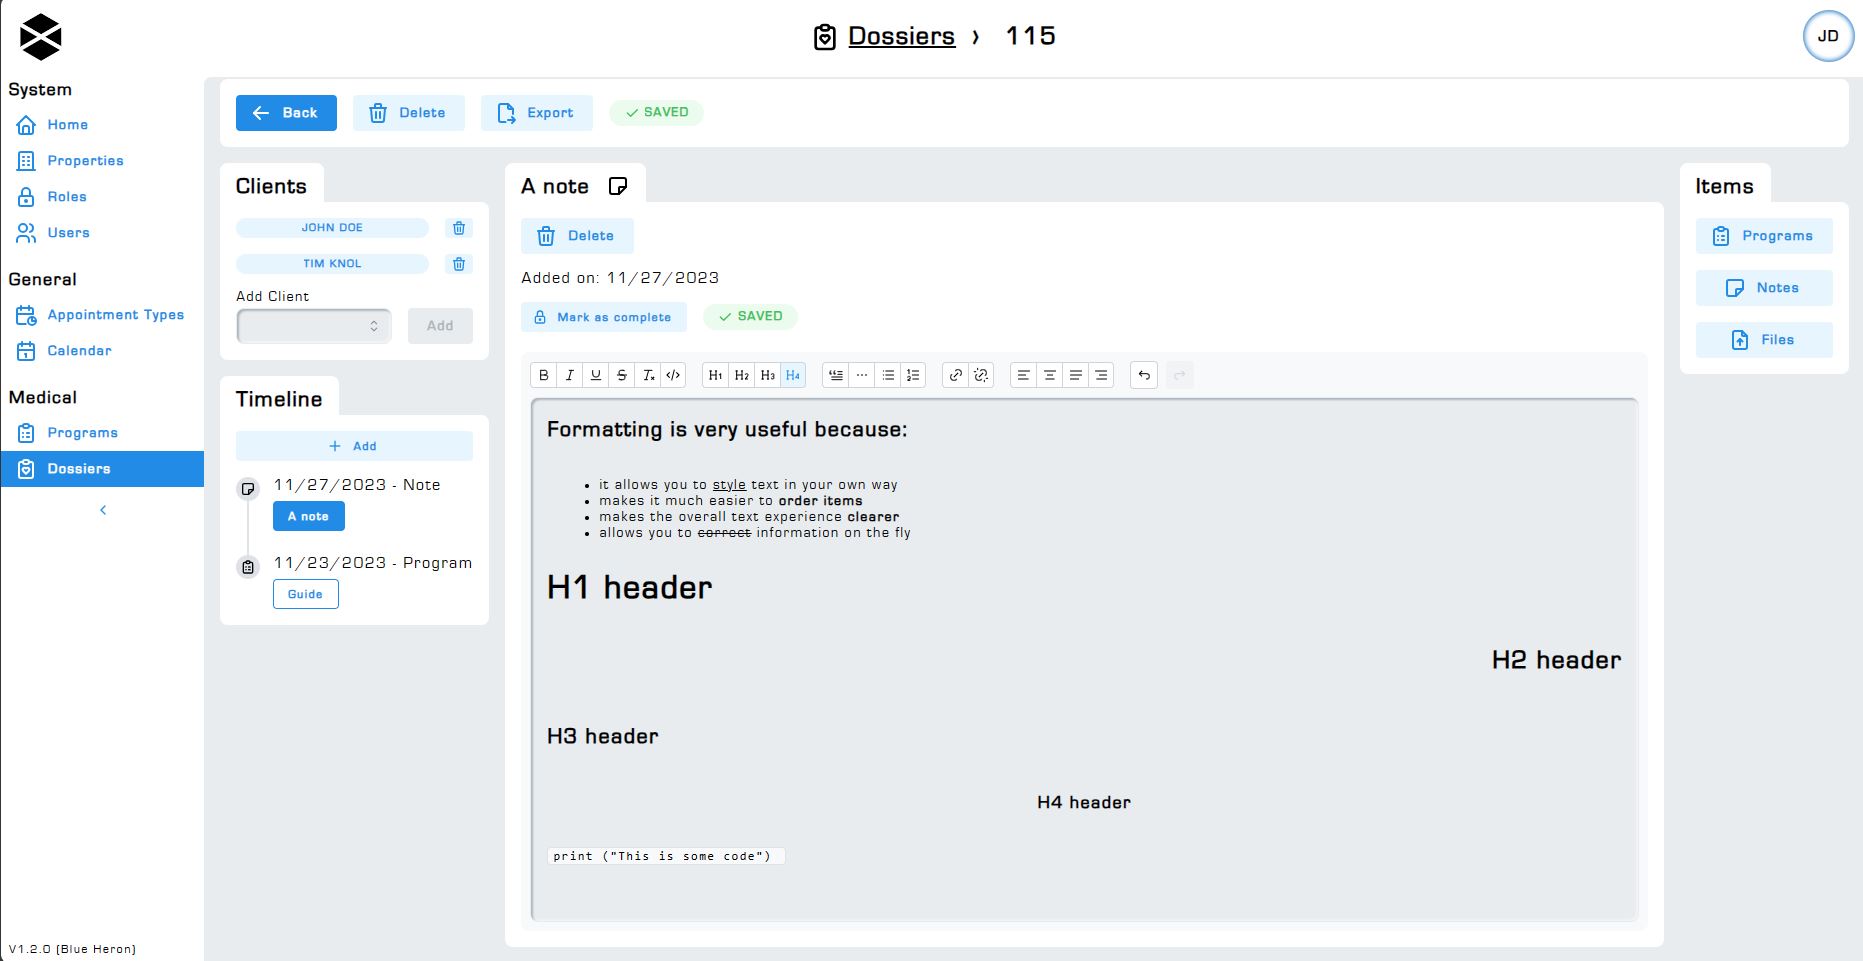 Dossiers › 115
JD
System
Home
Properties
Roles
Users
General
Appointment Types
Calendar
Medical
Programs
Dossiers
V1.2.0 (Blue Heron)
Back Delete Export SAVED
Clients
JOHN DOE
TIM KNOL
Add Client
Add
Timeline
+ Add
11/27/2023 - Note
A note
11/23/2023 - Program
Guide
A note
Delete
Added on: 11/27/2023
Mark as complete SAVED
B I U S Tx </> H1 H2 H3 H4
Formatting is very useful because:
• it allows you to style text in your own way
• makes it much easier to order items
• makes the overall text experience clearer
• allows you to correct information on the fly
H1 header
H2 header
H3 header
H4 header
print ("This is some code")
Items
Programs
Notes
Files